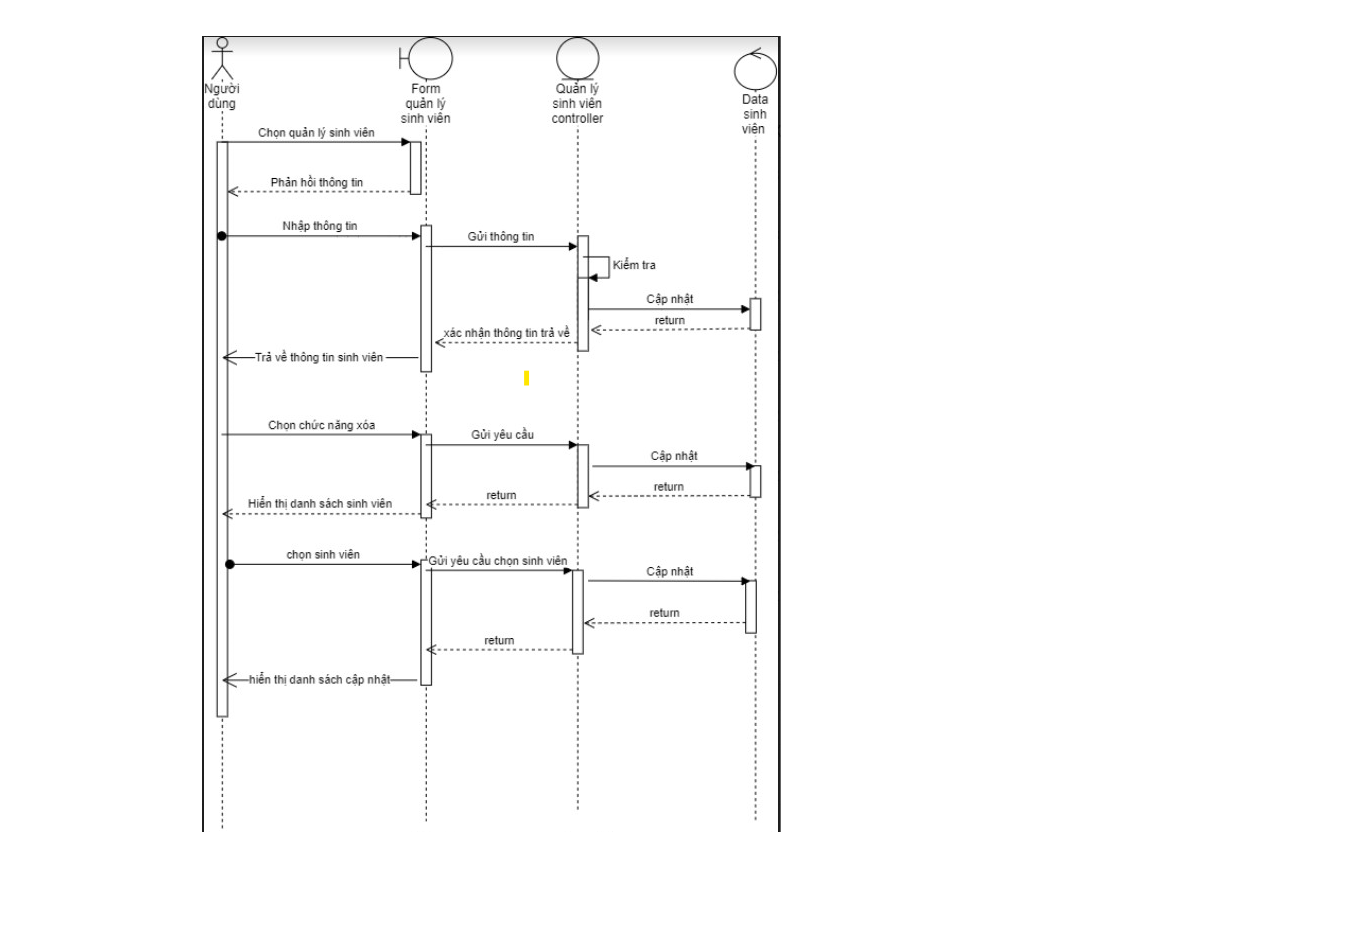 Người
dùng
Form
quản lý
sinh viên
Quản lý
sinh viên
controller
Data
sinh
viên
Chọn quản lý sinh viên
Phản hồi thông tin
Nhập thông tin
Gửi thông tin
Kiểm tra
Cập nhật
return
xác nhận thông tin trả về
Trả về thông tin sinh viên
Chọn chức năng xóa
Gửi yêu cầu
Cập nhật
return
return
Hiển thị danh sách sinh viên
chọn sinh viên
Gửi yêu cầu chọn sinh viên
Cập nhật
return
return
hiển thị danh sách cập nhật